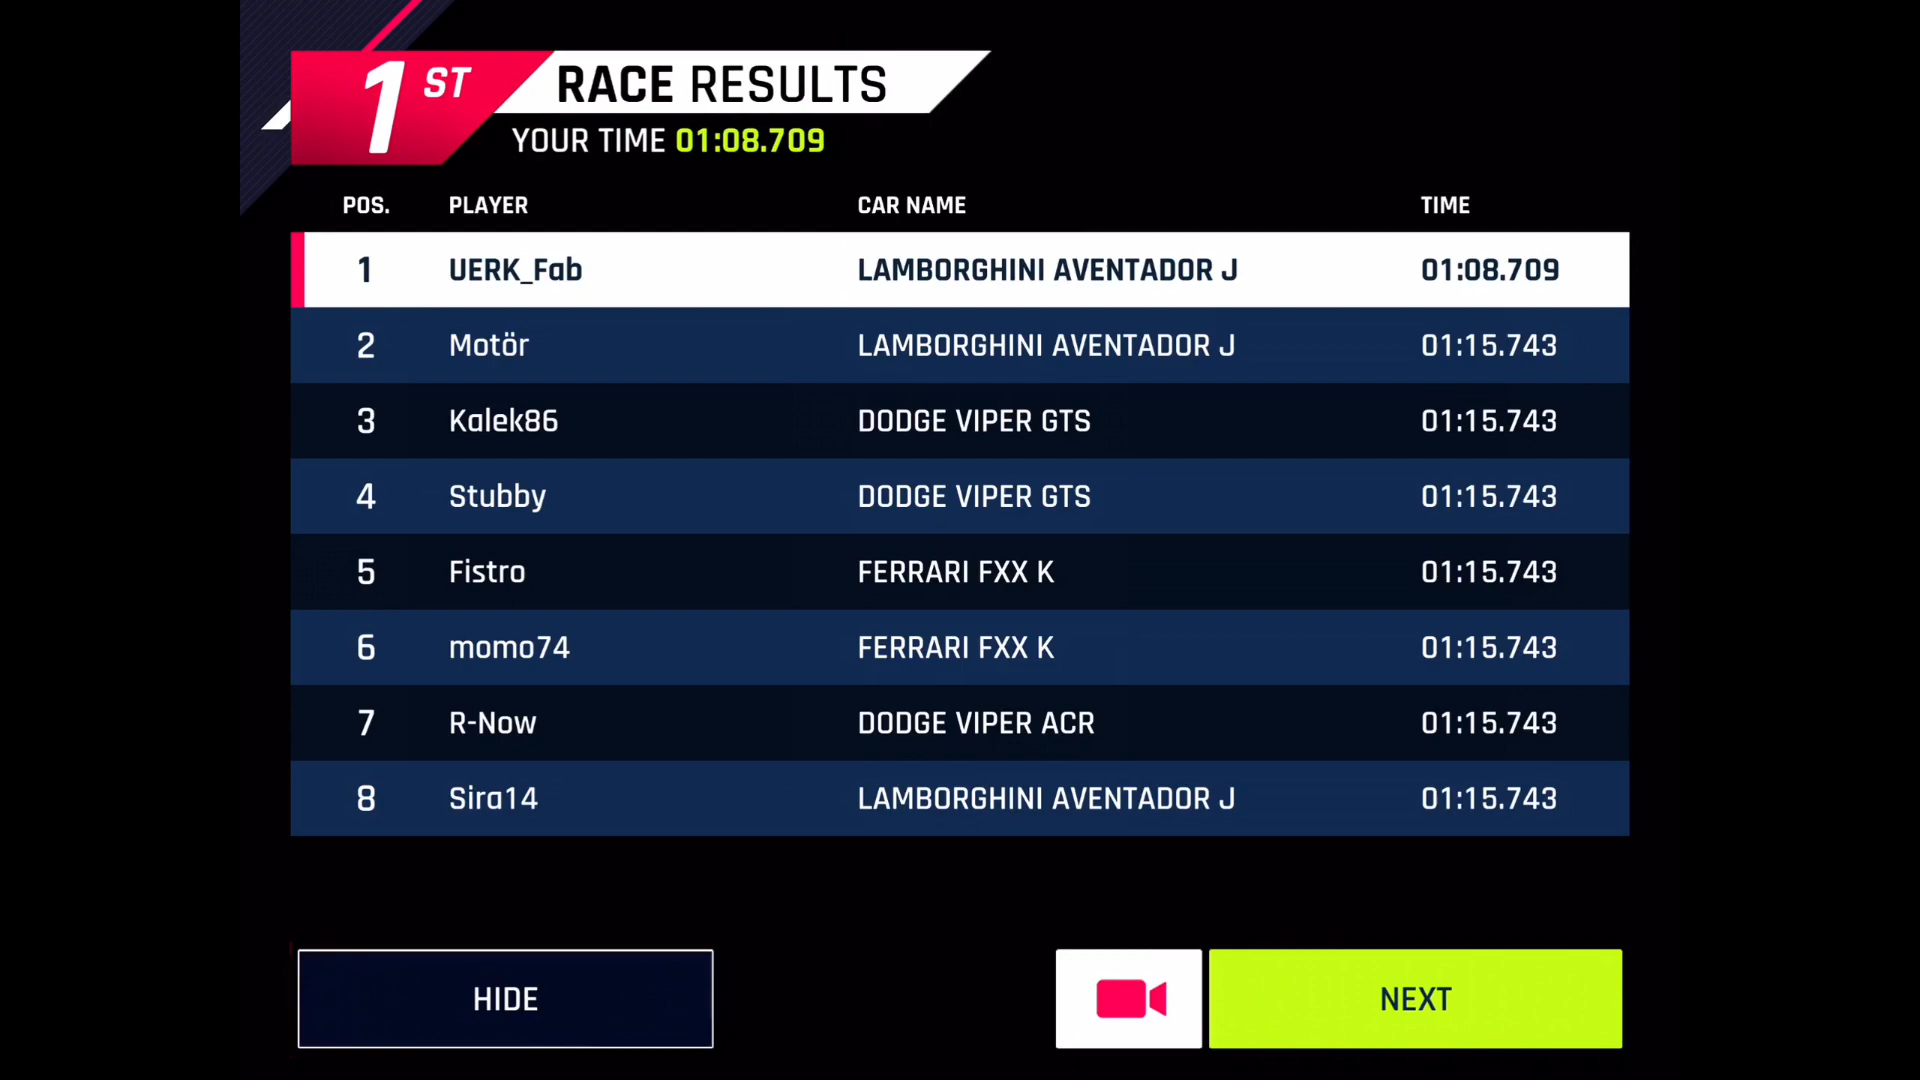 1ST RACE RESULTS
YOUR TIME 01:08.709
POS. PLAYER CAR NAME TIME
1 UERK_Fab LAMBORGHINI AVENTADOR J 01:08.709
2 Motör LAMBORGHINI AVENTADOR J 01:15.743
3 Kalek86 DODGE VIPER GTS 01:15.743
4 Stubby DODGE VIPER GTS 01:15.743
5 Fistro FERRARI FXX K 01:15.743
6 momo74 FERRARI FXX K 01:15.743
7 R-Now DODGE VIPER ACR 01:15.743
8 Sira14 LAMBORGHINI AVENTADOR J 01:15.743
HIDE NEXT